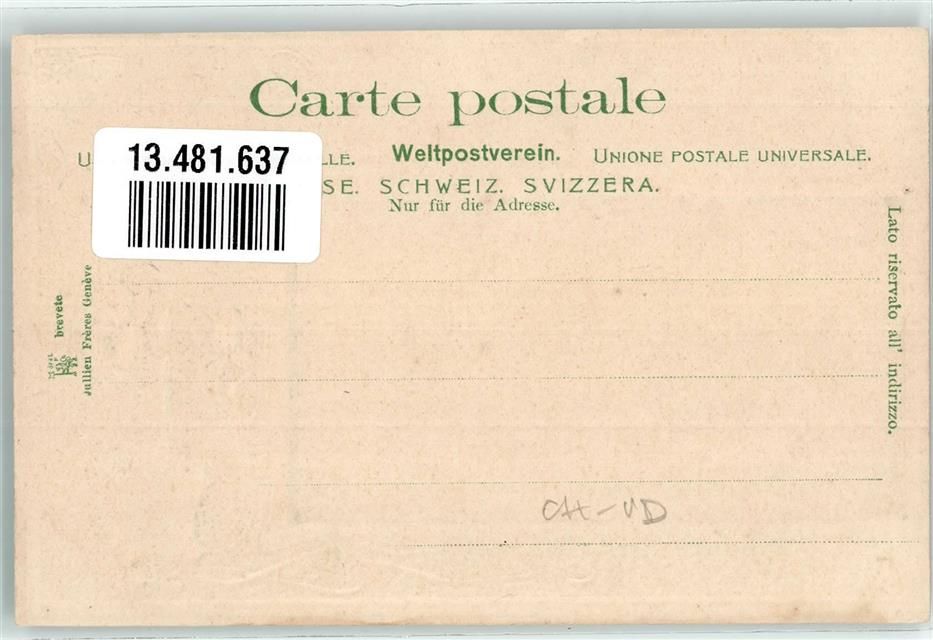 Carte postale
LLE. Weltpostverein. UNIONE POSTALE UNIVERSALE.
SE. SCHWEIZ. SVIZZERA.
Nur für die Adresse.
13.481.637
Lato riservato all' indirizzo.
brevete
Jullien Frères Genève
CH-VD